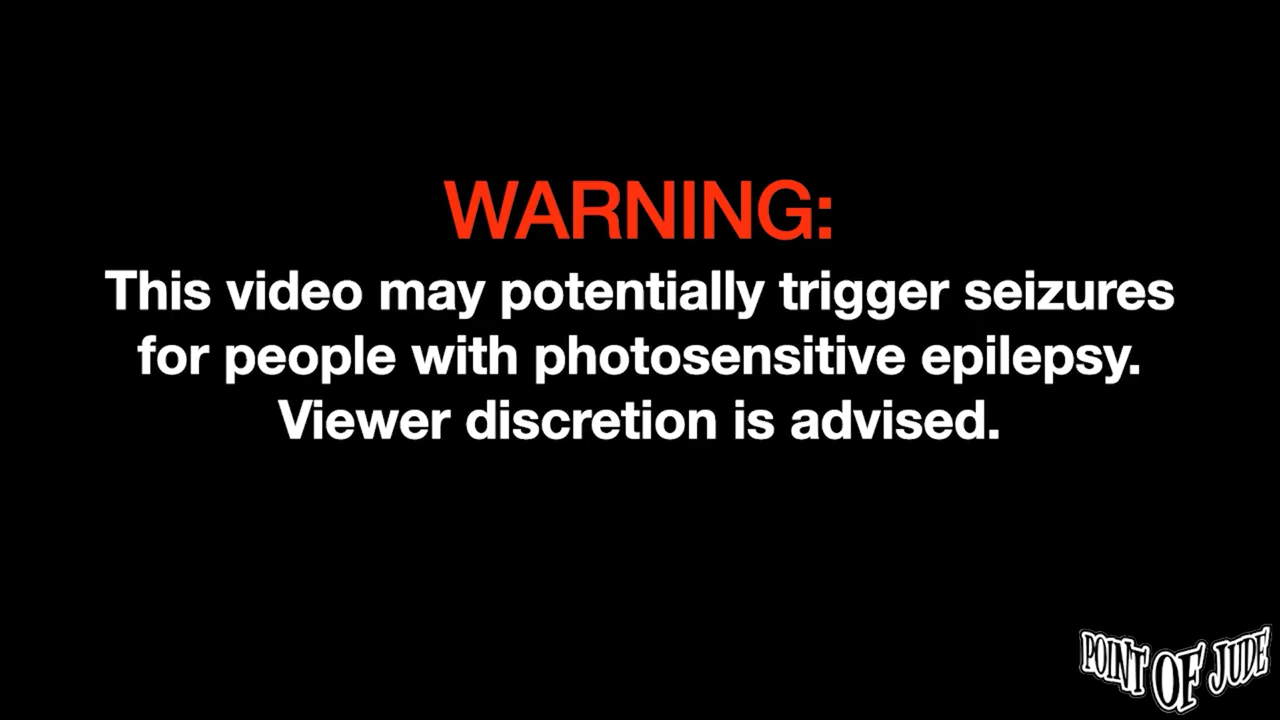 WARNING:
This video may potentially trigger seizures
for people with photosensitive epilepsy.
Viewer discretion is advised.
POINT OF JUDE